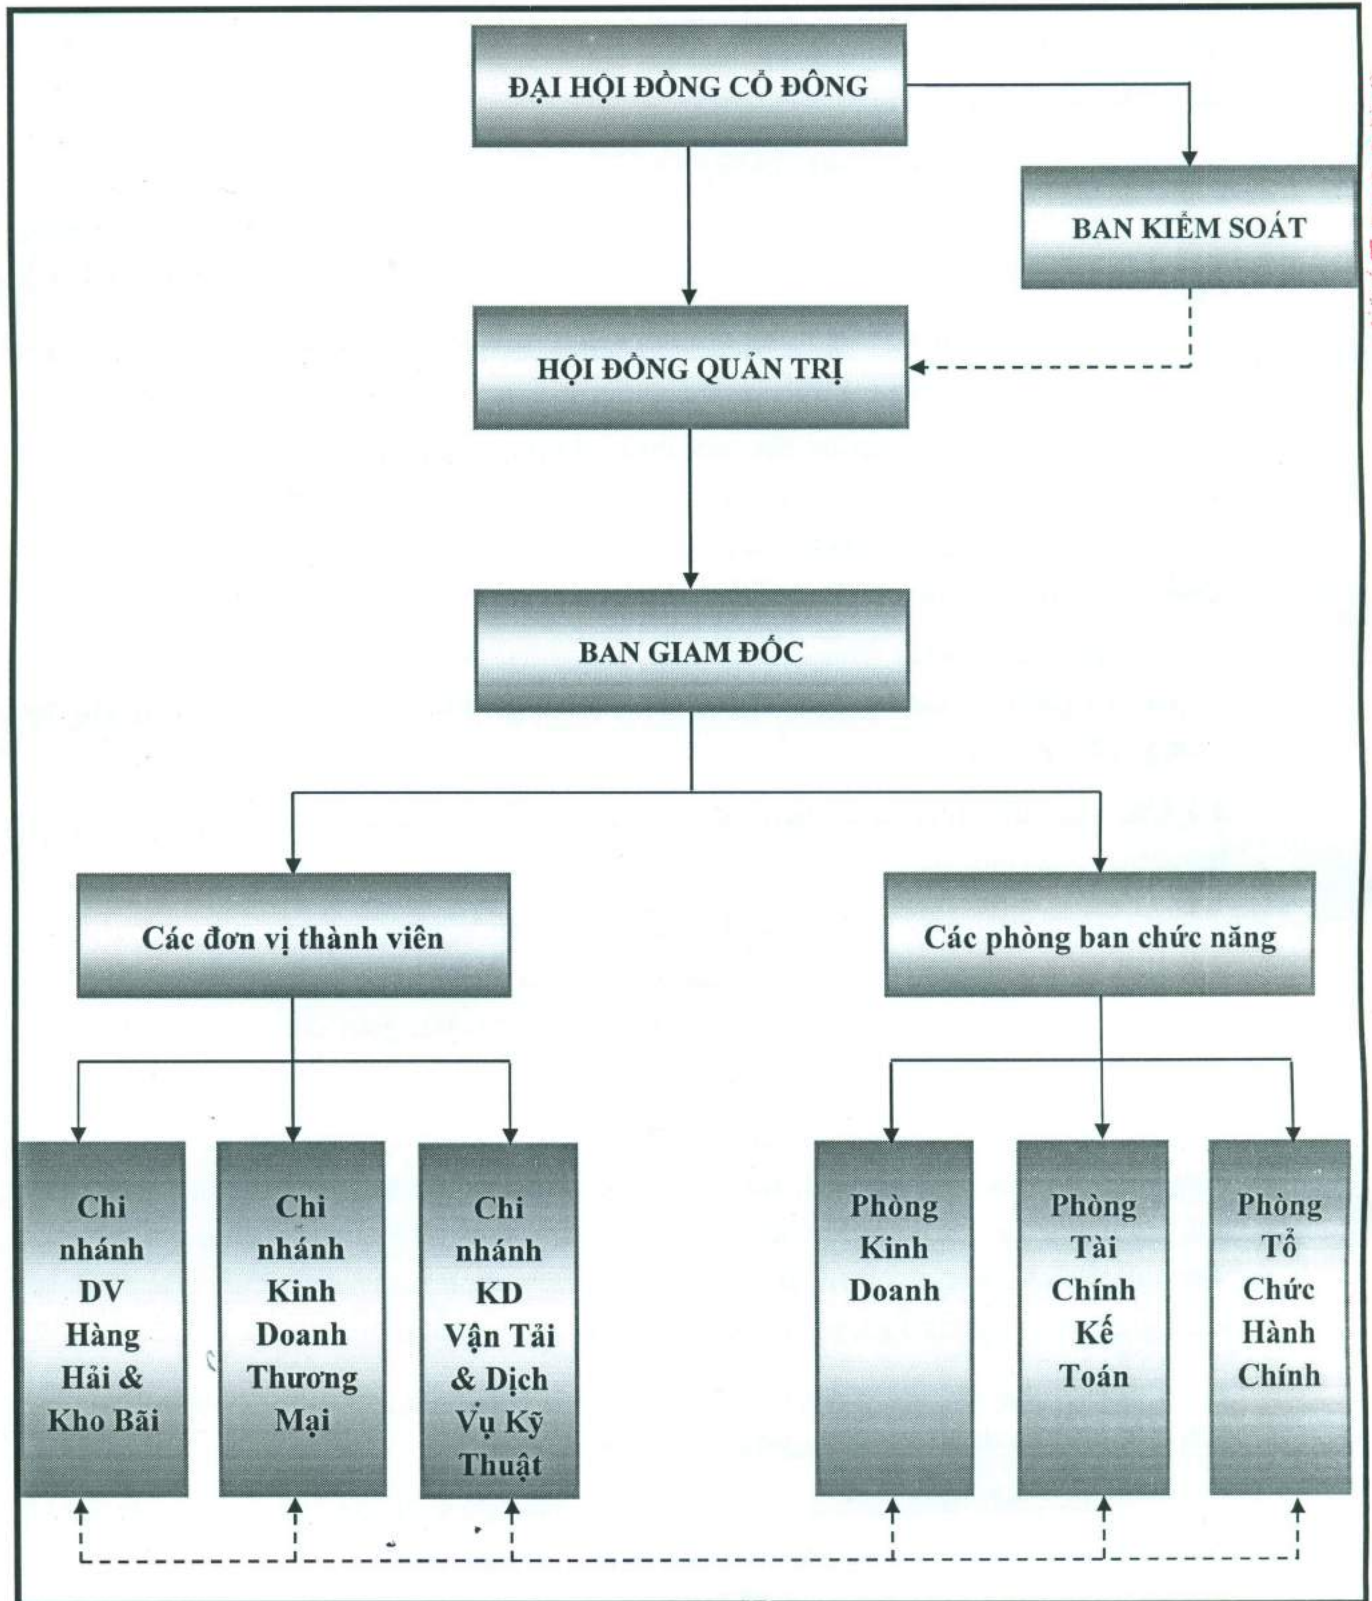 ĐẠI HỘI ĐỒNG CỔ ĐÔNG
BAN KIỂM SOÁT
HỘI ĐỒNG QUẢN TRỊ
BAN GIAM ĐỐC
Các đơn vị thành viên
Các phòng ban chức năng
Chi
nhánh
DV
Hàng
Hải &
Kho Bãi
Chi
nhánh
Kinh
Doanh
Thương
Mại
Chi
nhánh
KD
Vận Tải
& Dịch
Vụ Kỹ
Thuật
Phòng
Kinh
Doanh
Phòng
Tài
Chính
Kế
Toán
Phòng
Tổ
Chức
Hành
Chính